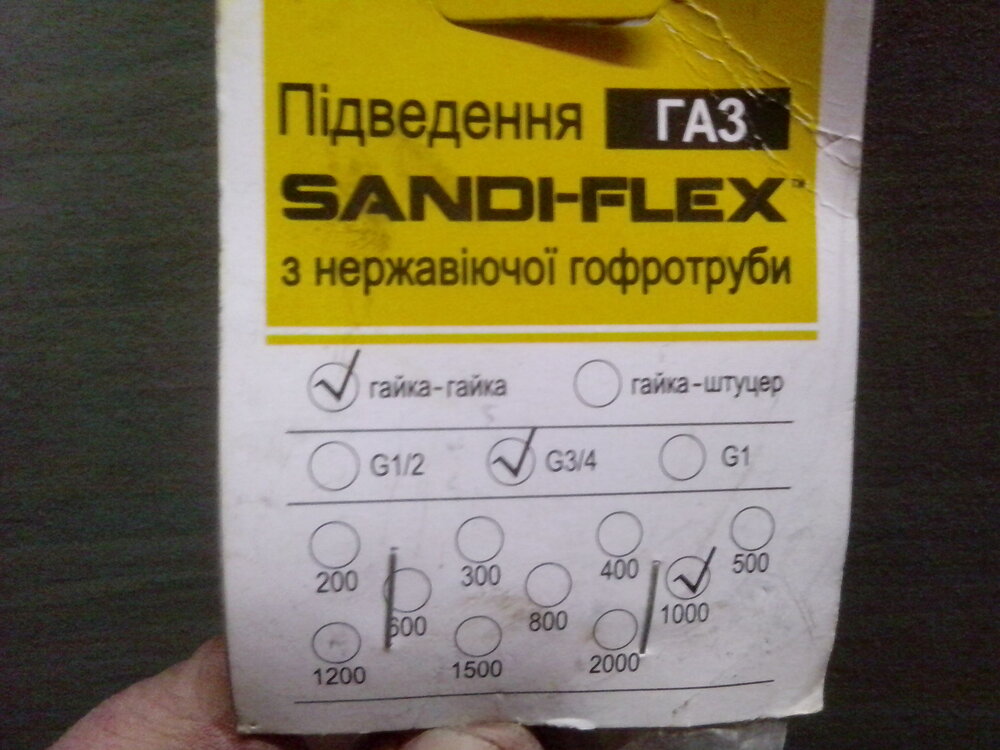 Підведення ГАЗ
SANDI-FLEX™
з нержавіючої гофротруби
гайка-гайка гайка-штуцер
G1/2 G3/4 G1
200 300 400 500
600 800 1000
1200 1500 2000